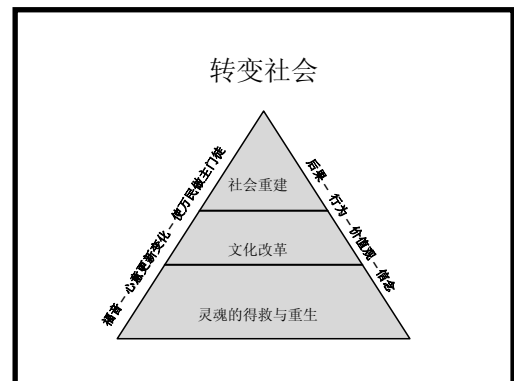 转变社会
福音 – 心意更新变化 – 使万民做主门徒
后果 – 行为 – 价值观 – 信念
社会重建
文化改革
灵魂的得救与重生